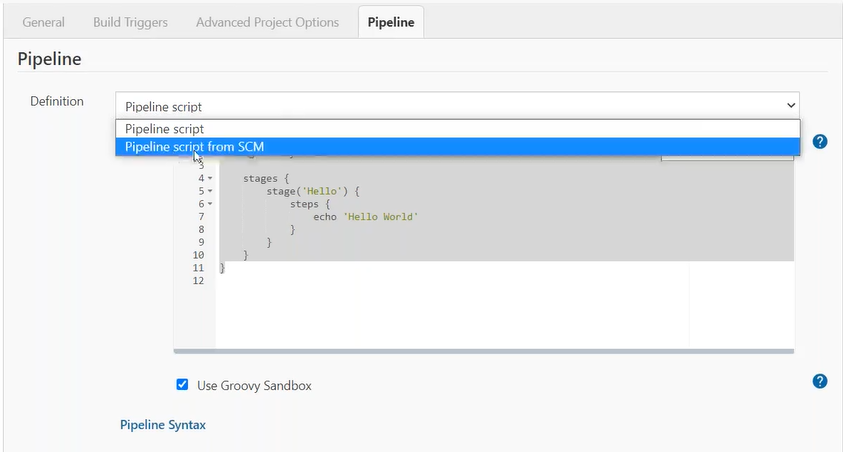 General Build Triggers Advanced Project Options Pipeline
Pipeline
Definition Pipeline script
Pipeline script
Pipeline script from SCM
?
3
4 stages {
5 stage('Hello') {
6 steps {
7 echo 'Hello World'
8 }
9 }
10 }
11 }
12
Use Groovy Sandbox ?
Pipeline Syntax